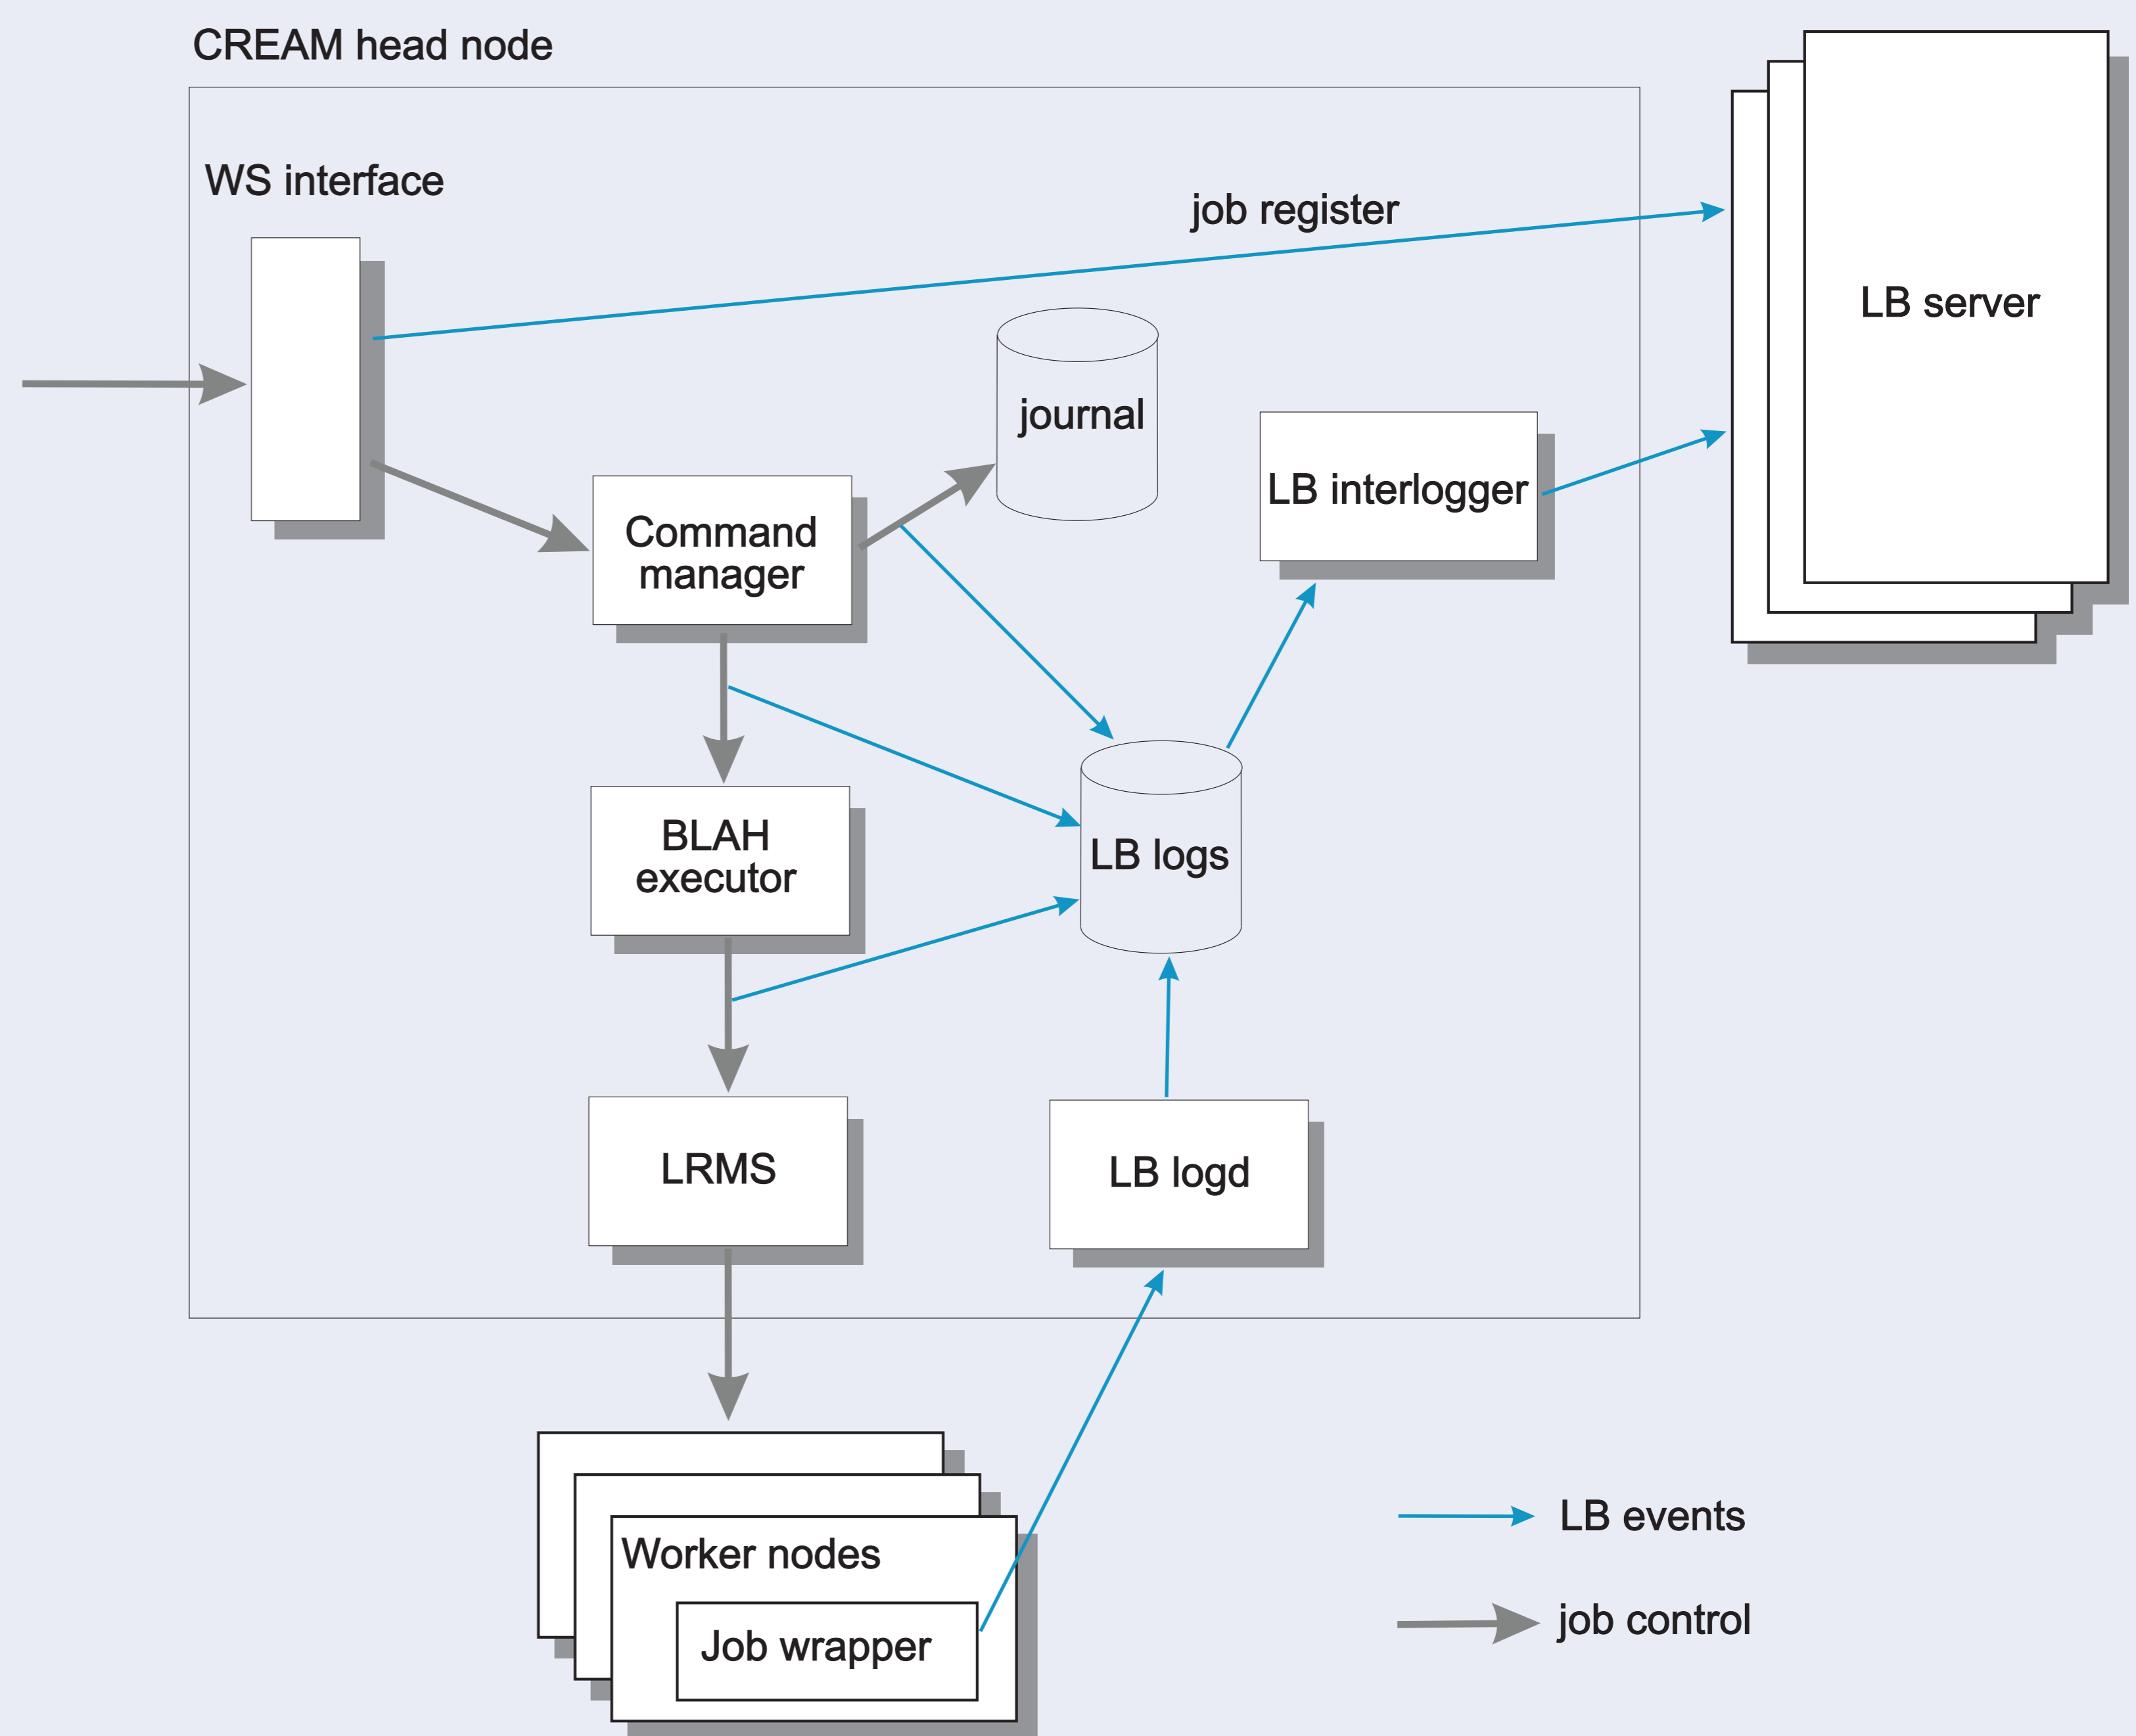 CREAM head node
WS interface
job register
LB server
journal
LB interlogger
Command
manager
BLAH
executor
LB logs
LRMS
LB logd
Worker nodes
Job wrapper
LB events
job control